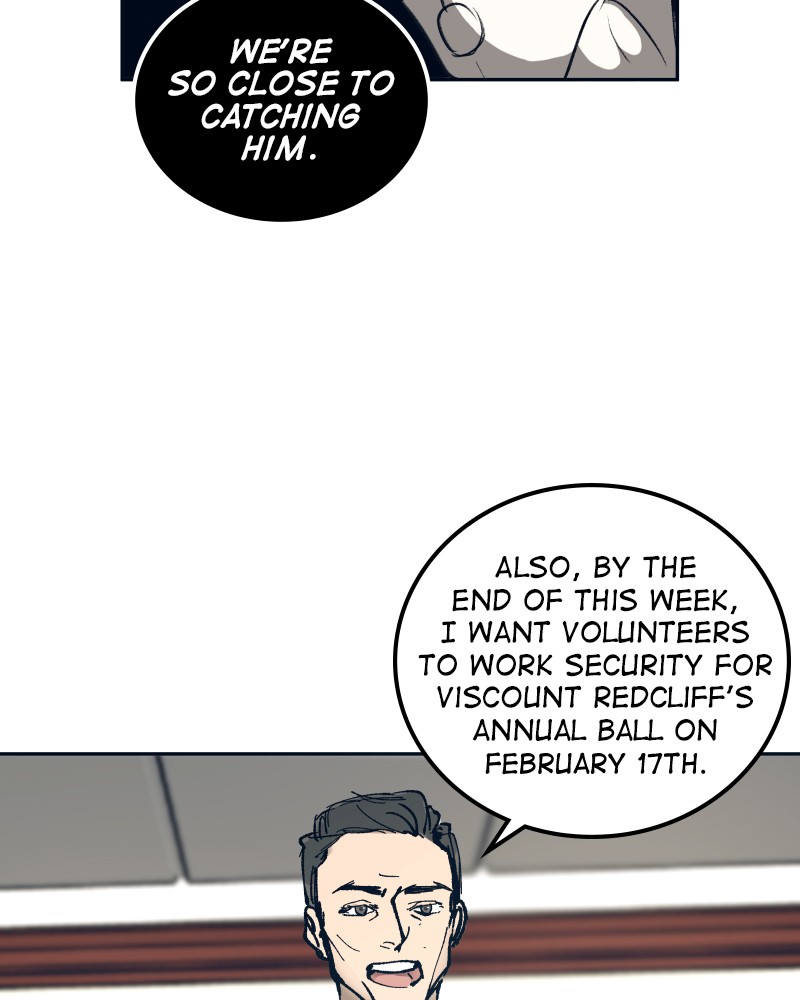 WE'RE
SO CLOSE TO
CATCHING
HIM.
ALSO, BY THE
END OF THIS WEEK,
I WANT VOLUNTEERS
TO WORK SECURITY FOR
VISCOUNT REDCLIFF'S
ANNUAL BALL ON
FEBRUARY 17TH.